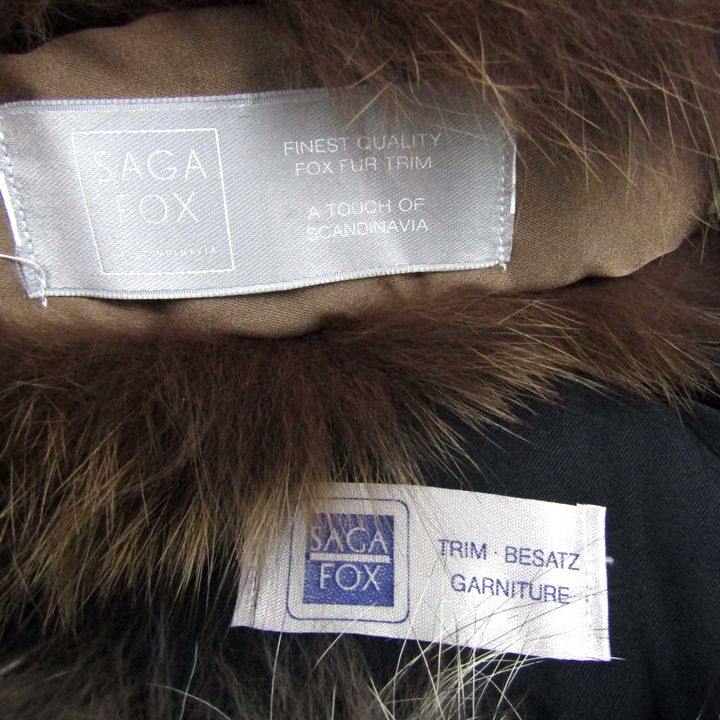 SAGA
FOX
FINEST QUALITY
FOX FUR TRIM
A TOUCH OF
SCANDINAVIA
SAGA
FOX
TRIM · BESATZ
GARNITURE